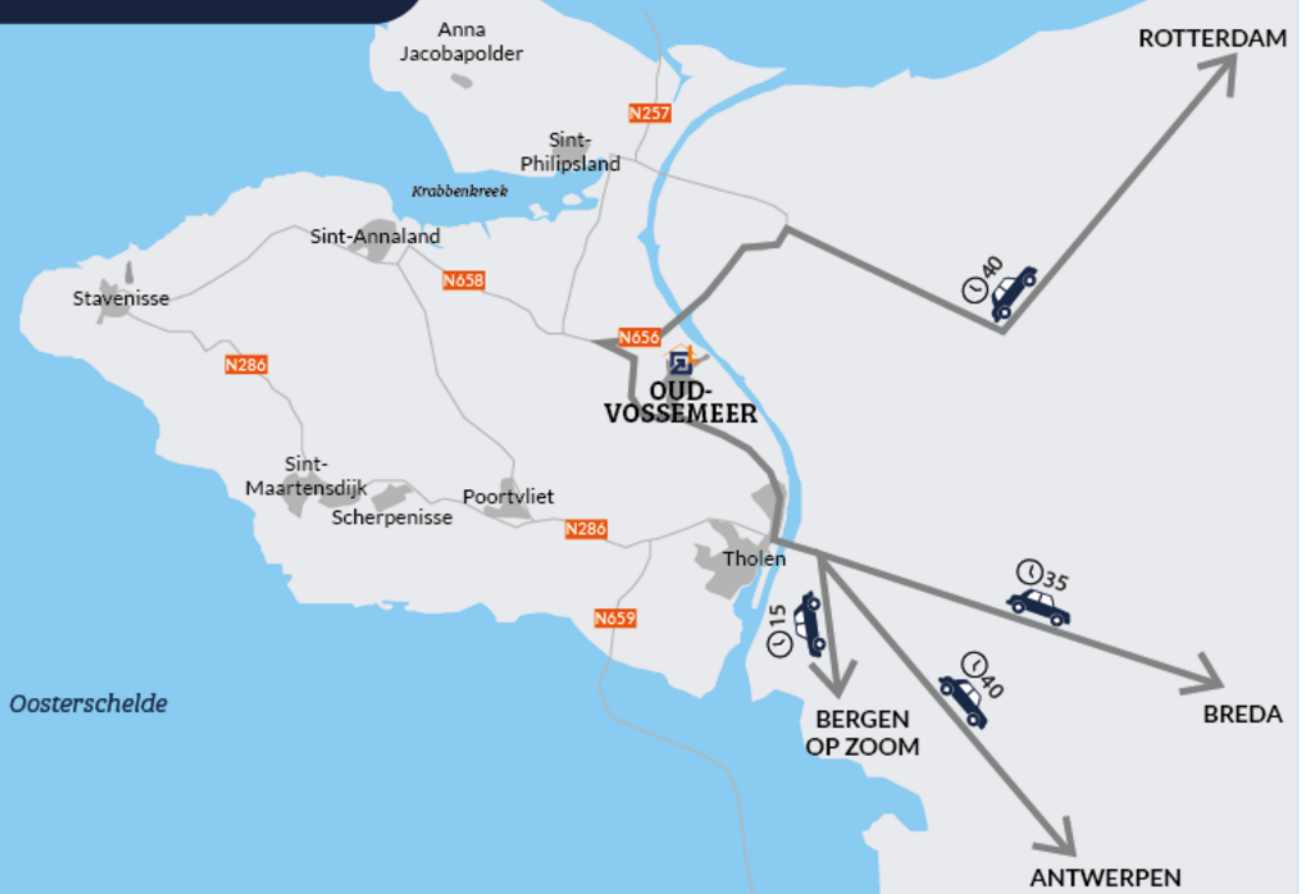 Anna
Jacobapolder
ROTTERDAM
N257
Sint-
Philipsland
Krabbenkreek
Sint-Annaland
N658
40
Stavenisse
N656
N286
OUD-
VOSSEMEER
Sint-
Maartensdijk
Poortvliet
Scherpenisse
N286
Tholen
35
15
N659
40
Oosterschelde
BERGEN
OP ZOOM
BREDA
ANTWERPEN